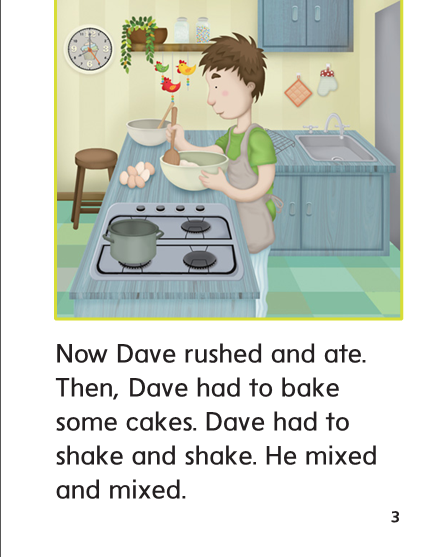 Now Dave rushed and ate.
Then, Dave had to bake
some cakes. Dave had to
shake and shake. He mixed
and mixed.
3